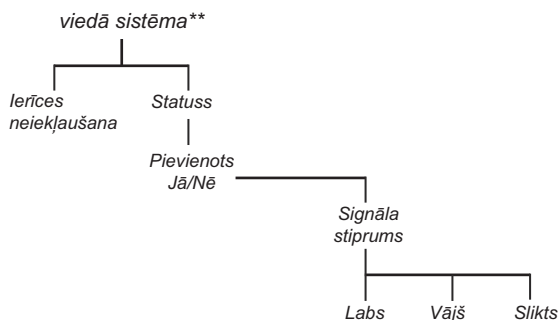 viedā sistēma**
Ierīces
neiekļaušana
Statuss
Pievienots
Jā/Nē
Signāla
stiprums
Labs
Vājš
Slikts